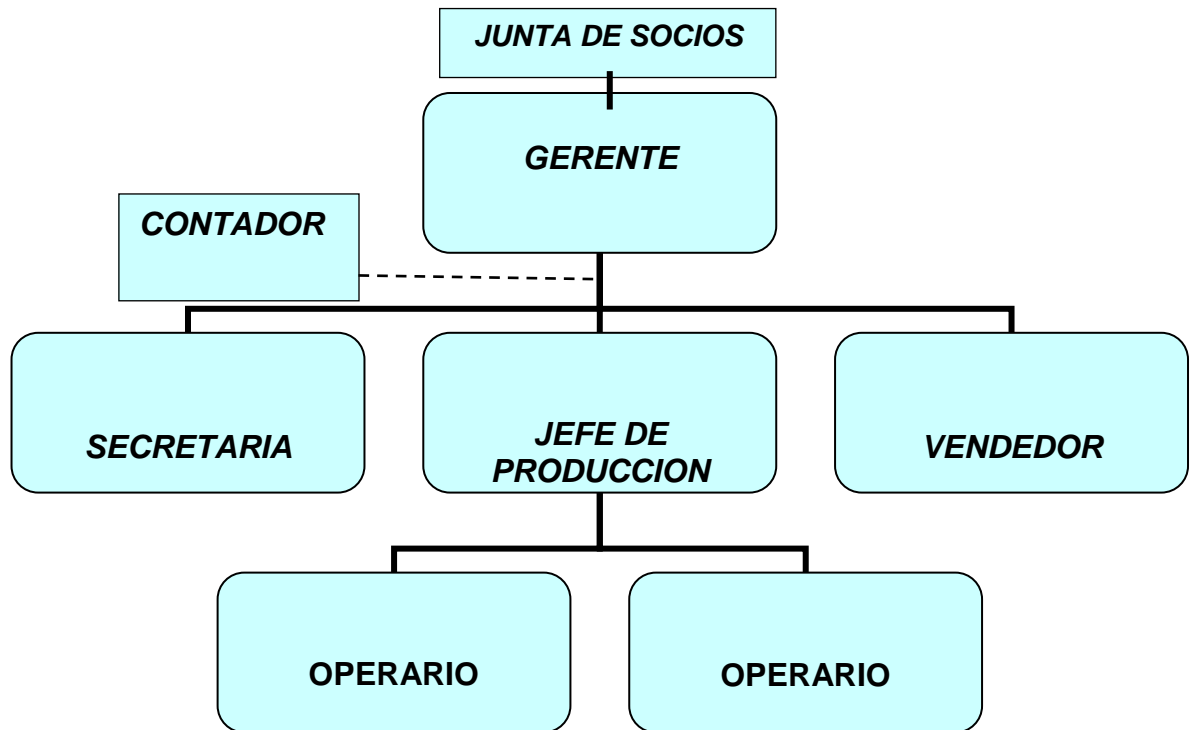 JUNTA DE SOCIOS
GERENTE
CONTADOR
SECRETARIA
JEFE DE
PRODUCCION
VENDEDOR
OPERARIO
OPERARIO